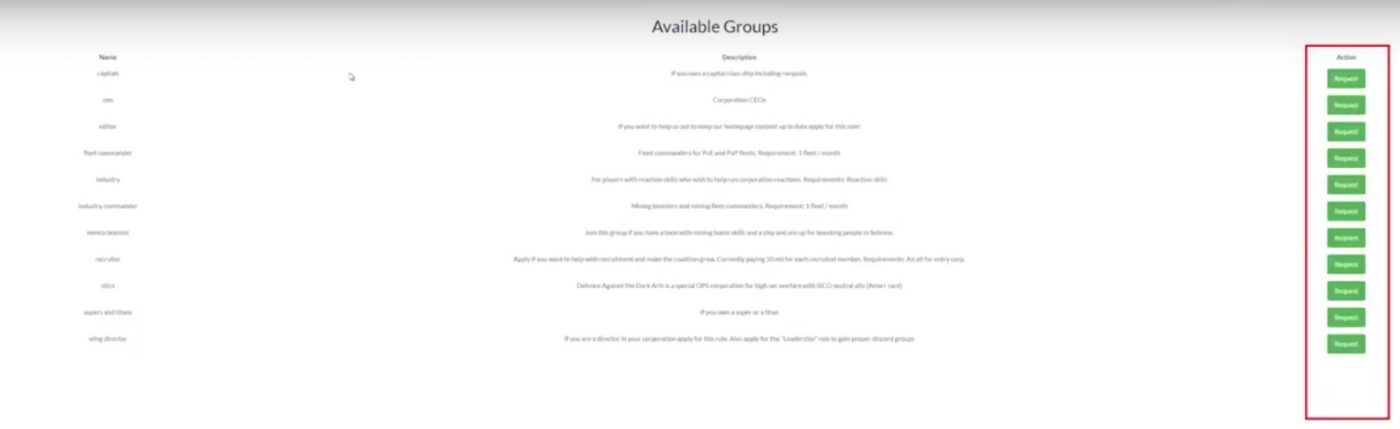 Available Groups
Name Description Action
capitals If you own a capital class ship including rorquals. Request
ceo Corporation CEOs Request
editor If you want to help us out to keep our homepage content up to date apply for this role! Request
fleet commander Fleet commanders for PvE and PvP fleets. Requirement: 1 fleet / month Request
industry For players with reaction skills who wish to help run corporation reactions. Requirements: Reaction skills Request
industry commander Mining boosters and mining fleet commanders. Requirement: 1 fleet / month Request
booster Join this group if you have a toon with mining boost skills and a ship and are up for boosting people in Request
recruiter Apply if you want to help with recruitment and make the coalition grow. Currently paying for each recruited member. Requirements: An alt for entry corp. Request
Defence Against the Dark Arts is a special OPS corporation for high sec warfare with neutral alts (Amarr race) Request
supers and titans If you own a super or a titan Request
wing director If you are a director in your corporation apply for this role. Also apply for the "Leadership" role to gain proper discord groups Request